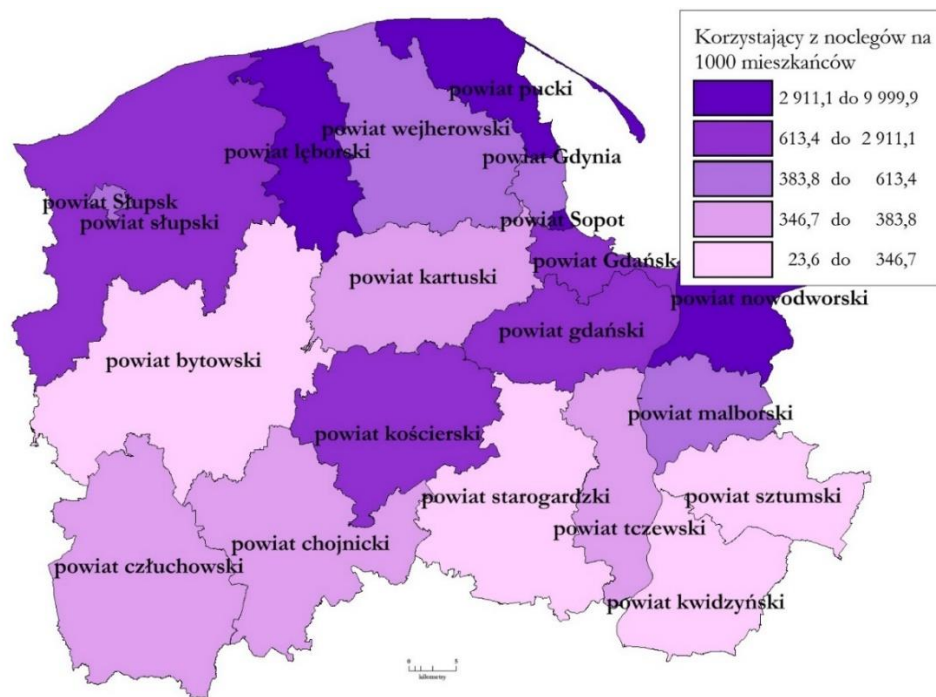 Korzystający z noclegów na
1000 mieszkańców
2 911,1 do 9 999,9
613,4 do 2 911,1
383,8 do 613,4
346,7 do 383,8
23,6 do 346,7
powiat pucki
powiat wejherowski
powiat lęborski
powiat Gdynia
powiat Słupsk
powiat słupski
powiat Sopot
powiat Gdańsk
powiat kartuski
powiat nowodworski
powiat gdański
powiat bytowski
powiat malborski
powiat kościerski
powiat starogardzki
powiat sztumski
powiat tczewski
powiat chojnicki
powiat człuchowski
powiat kwidzyński
0 5
kilometry